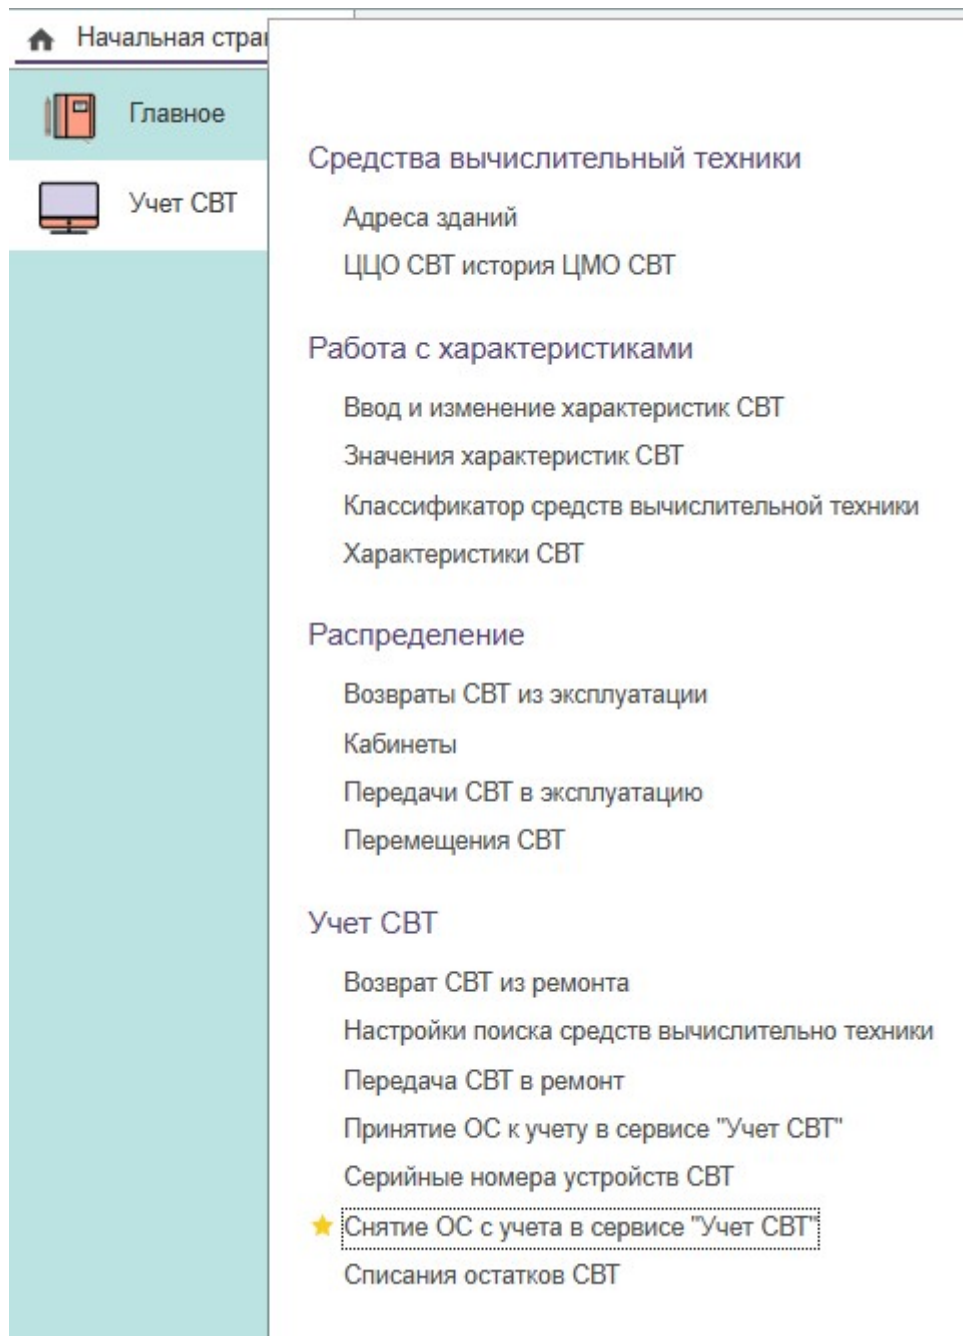 Начальная
Главное
Учет СВТ
Средства вычислительный техники
Адреса зданий
ЦЦО СВТ история ЦМО СВТ
Работа с характеристиками
Ввод и изменение характеристик СВТ
Значения характеристик СВТ
Классификатор средств вычислительной техники
Характеристики СВТ
Распределение
Возвраты СВТ из эксплуатации
Кабинеты
Передачи СВТ в эксплуатацию
Перемещения СВТ
Учет СВТ
Возврат СВТ из ремонта
Настройки поиска средств вычислительно техники
Передача СВТ в ремонт
Принятие ОС к учету в сервисе "Учет СВТ"
Серийные номера устройств СВТ
Снятие ОС с учета в сервисе "Учет СВТ"
Списания остатков СВТ